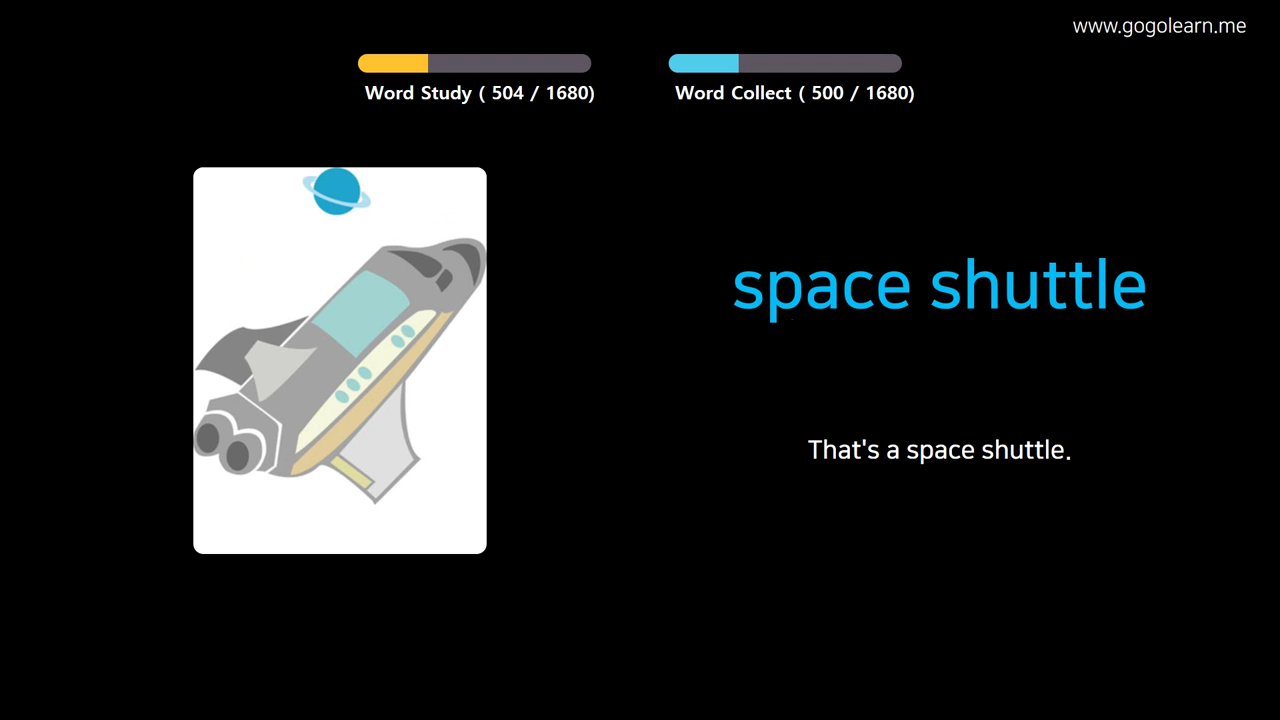 www.gogolearn.me
Word Study ( 504 / 1680)
Word Collect ( 500 / 1680)
space shuttle
That's a space shuttle.